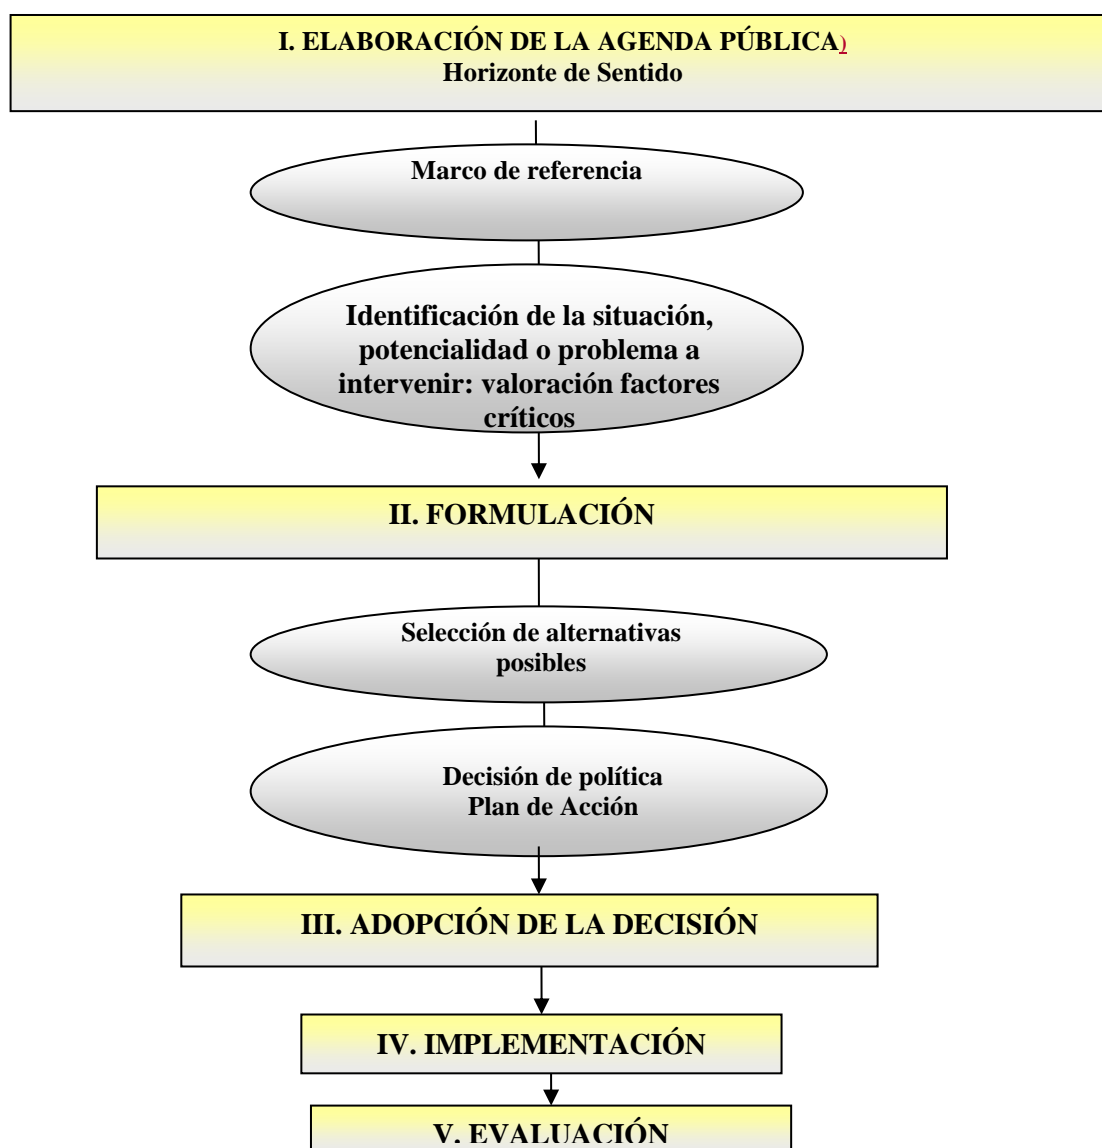 I. ELABORACIÓN DE LA AGENDA PÚBLICA)
Horizonte de Sentido
Marco de referencia
Identificación de la situación,
potencialidad o problema a
intervenir: valoración factores
críticos
II. FORMULACIÓN
Selección de alternativas
posibles
Decisión de política
Plan de Acción
III. ADOPCIÓN DE LA DECISIÓN
IV. IMPLEMENTACIÓN
V. EVALUACIÓN